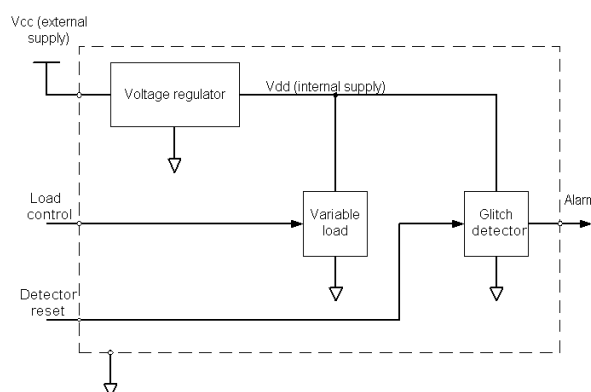 Vcc (external
supply)
Voltage regulator
Vdd (internal supply)
Load
control
Variable
load
Glitch
detector
Alarm
Detector
reset